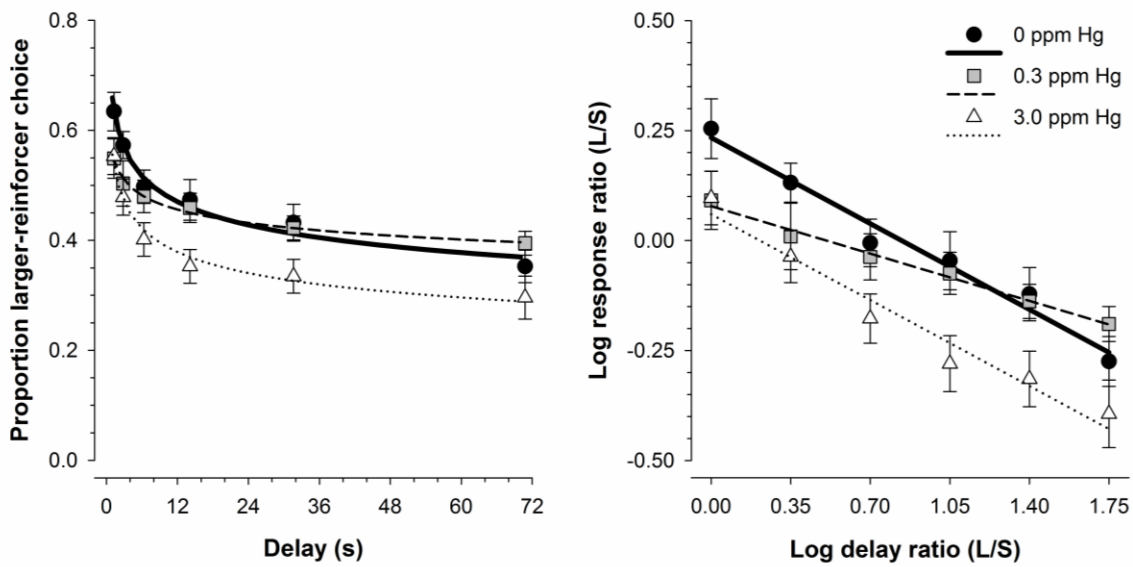 Proportion larger-reinforcer choice
0.8
0.6
0.4
0.2
0.0
0 12 24 36 48 60 72
Delay (s)
Log response ratio (L/S)
0.50
0.25
0.00
-0.25
-0.50
0.00 0.35 0.70 1.05 1.40 1.75
Log delay ratio (L/S)
0 ppm Hg
0.3 ppm Hg
3.0 ppm Hg